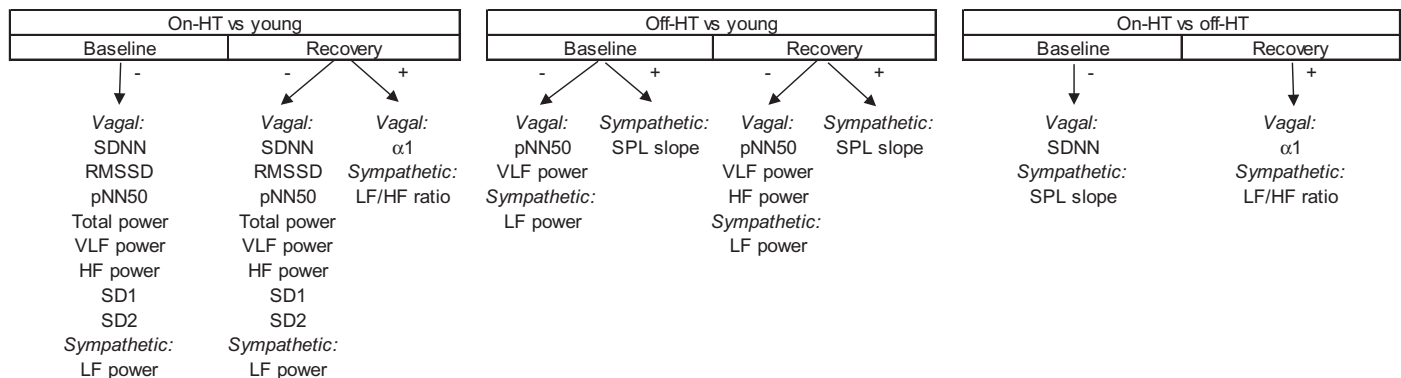 On-HT vs young
Baseline Recovery
- - +
Vagal:
SDNN
RMSSD
pNN50
Total power
VLF power
HF power
SD1
SD2
Sympathetic:
LF power
Vagal:
SDNN
RMSSD
pNN50
Total power
VLF power
HF power
SD1
SD2
Sympathetic:
LF power
Vagal:
α1
Sympathetic:
LF/HF ratio
Off-HT vs young
Baseline Recovery
- + - +
Vagal:
pNN50
VLF power
Sympathetic:
LF power
Sympathetic:
SPL slope
Vagal:
pNN50
VLF power
HF power
Sympathetic:
LF power
Sympathetic:
SPL slope
On-HT vs off-HT
Baseline Recovery
- +
Vagal:
SDNN
Sympathetic:
SPL slope
Vagal:
α1
Sympathetic:
LF/HF ratio